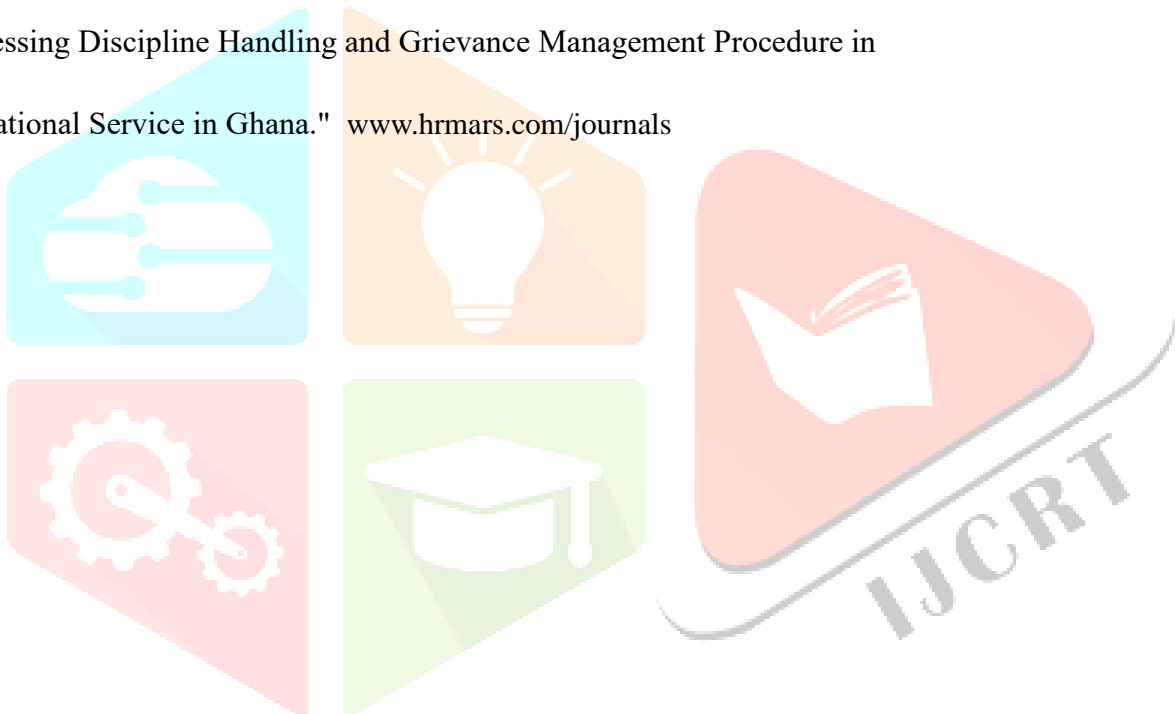 essing Discipline Handling and Grievance Management Procedure in
ational Service in Ghana." www.hrmars.com/journals
IJCRT